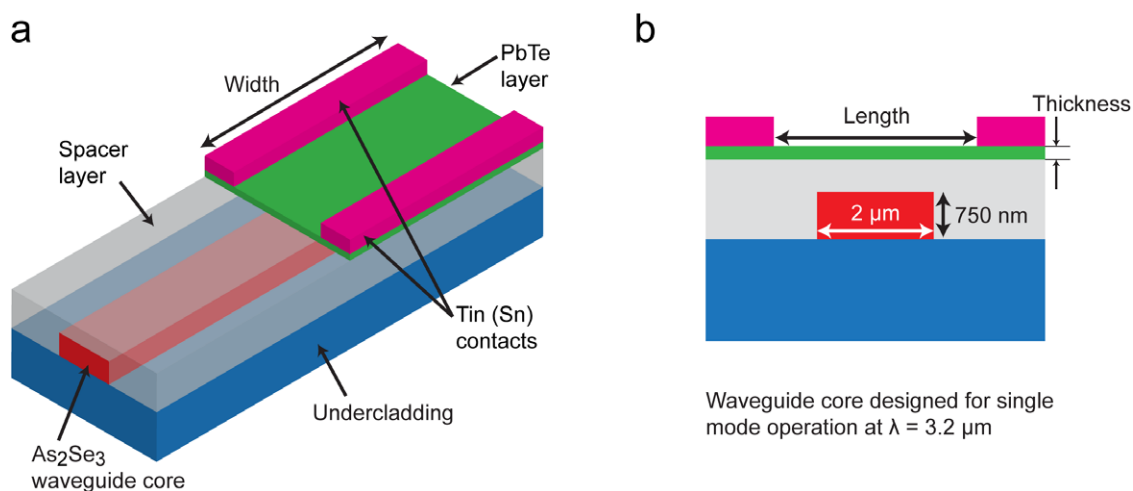 a
Width
PbTe
layer
Spacer
layer
Tin (Sn)
contacts
Undercladding
As2Se3
waveguide core
b
Length
Thickness
2 µm
750 nm
Waveguide core designed for single
mode operation at λ = 3.2 µm